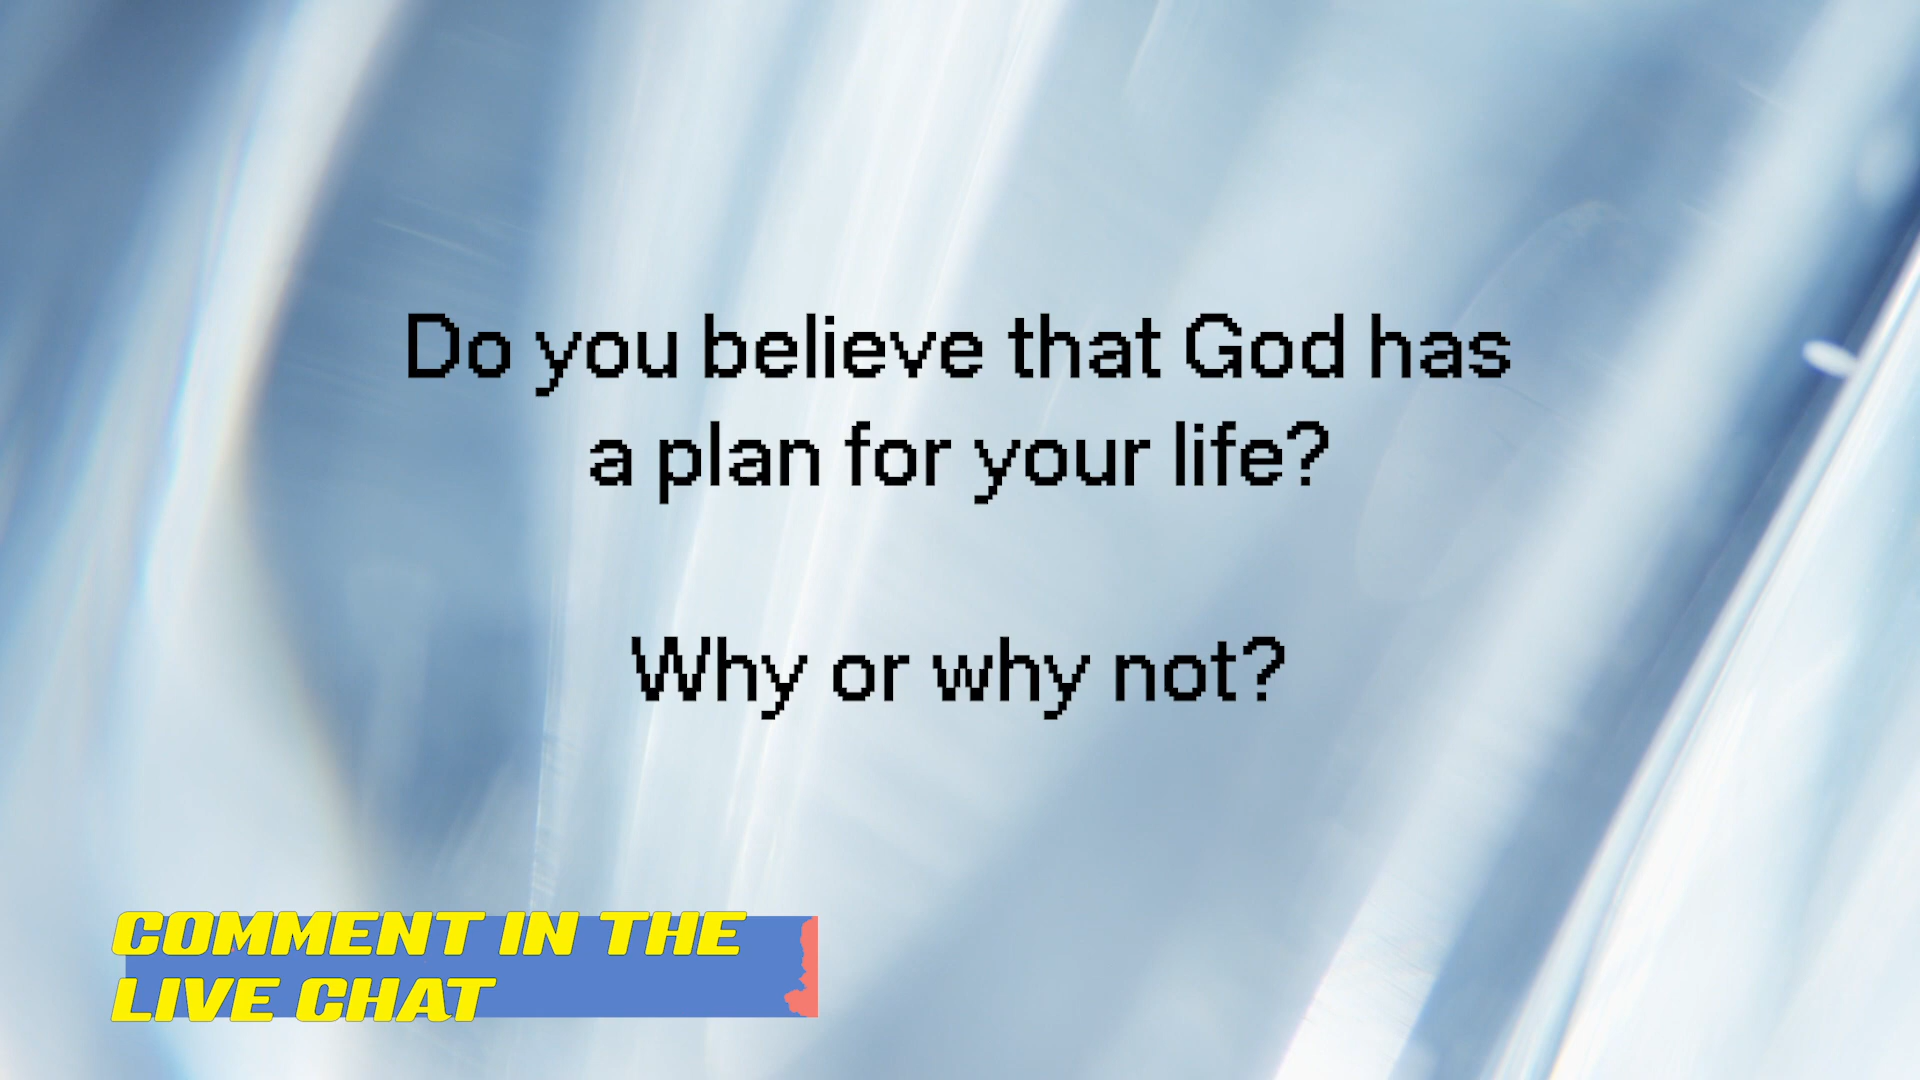 Do you believe that God has
a plan for your life?
Why or why not?
COMMENT IN THE
LIVE CHAT